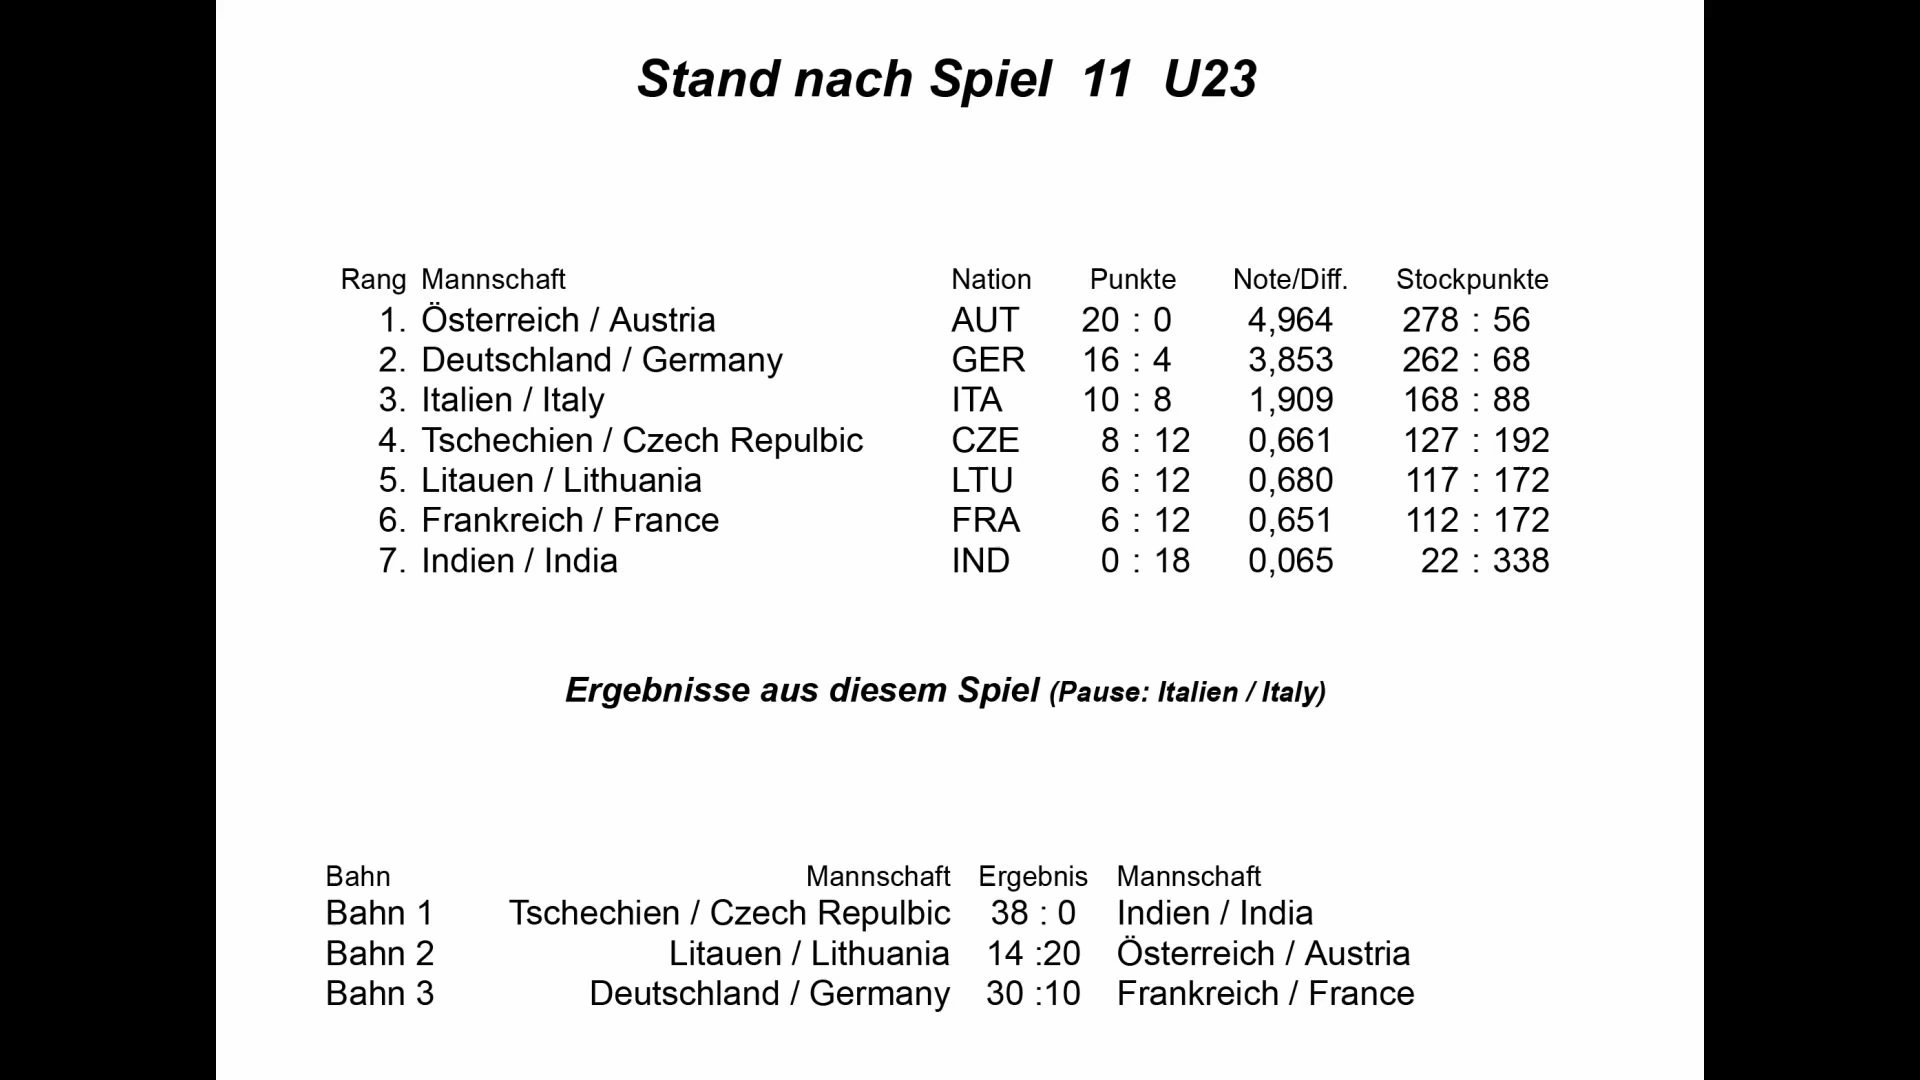 Stand nach Spiel 11 U23
Rang Mannschaft Nation Punkte Note/Diff. Stockpunkte
1. Österreich / Austria AUT 20 : 0 4,964 278 : 56
2. Deutschland / Germany GER 16 : 4 3,853 262 : 68
3. Italien / Italy ITA 10 : 8 1,909 168 : 88
4. Tschechien / Czech Repulbic CZE 8 : 12 0,661 127 : 192
5. Litauen / Lithuania LTU 6 : 12 0,680 117 : 172
6. Frankreich / France FRA 6 : 12 0,651 112 : 172
7. Indien / India IND 0 : 18 0,065 22 : 338
Ergebnisse aus diesem Spiel (Pause: Italien / Italy)
Bahn Mannschaft Ergebnis Mannschaft
Bahn 1 Tschechien / Czech Repulbic 38 : 0 Indien / India
Bahn 2 Litauen / Lithuania 14 :20 Österreich / Austria
Bahn 3 Deutschland / Germany 30 :10 Frankreich / France